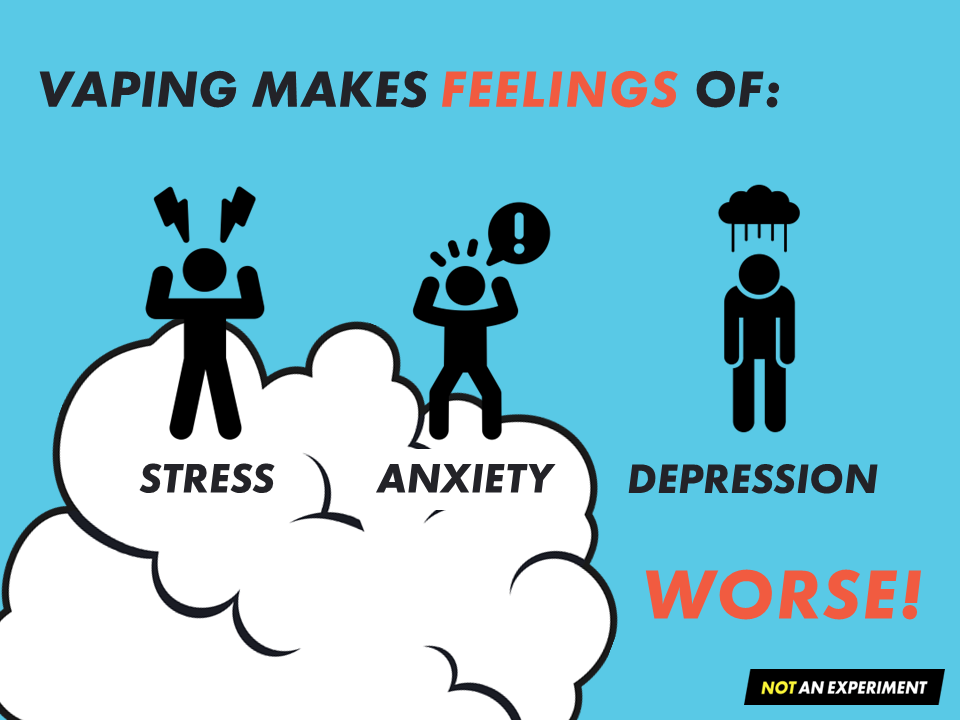 VAPING MAKES FEELINGS OF:
!
STRESS
ANXIETY
DEPRESSION
WORSE!
NOT AN EXPERIMENT